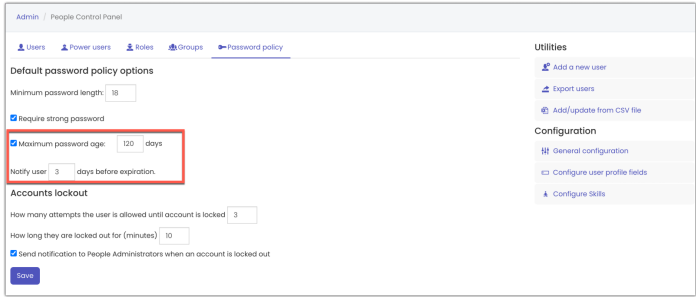 Admin / People Control Panel
Users Power users Roles Groups Password policy
Default password policy options
Minimum password length: 18
Require strong password
Maximum password age: 120 days
Notify user 3 days before expiration.
Accounts lockout
How many attempts the user is allowed until account is locked 3
How long they are locked out for (minutes) 10
Send notification to People Administrators when an account is locked out
Save
Utilities
Add a new user
Export users
Add/update from CSV file
Configuration
General configuration
Configure user profile fields
Configure Skills